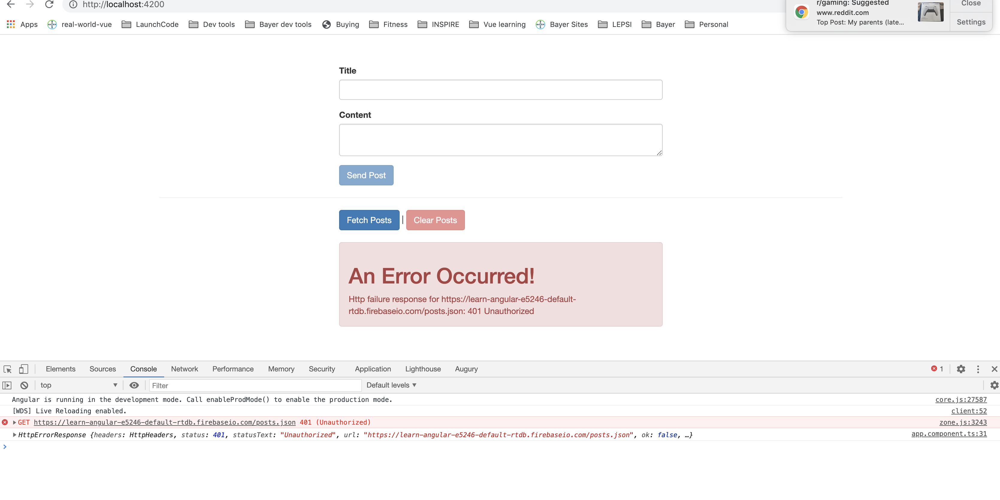 http://localhost:4200
r/gaming: Suggested
www.reddit.com
Top Post: My parents (late...
Close
Settings
Apps real-world-vue LaunchCode Dev tools Bayer dev tools Buying Fitness INSPIRE Vue learning Bayer Sites LEPSI Bayer Personal
Title
Content
Send Post
Fetch Posts | Clear Posts
An Error Occurred!
Http failure response for https://learn-angular-e5246-default-
rtdb.firebaseio.com/posts.json: 401 Unauthorized
Elements Sources Console Network Performance Memory Security Application Lighthouse Augury 1
top Filter Default levels
Angular is running in the development mode. Call enableProdMode() to enable the production mode. core.js:27587
[WDS] Live Reloading enabled. client:52
GET https://learn-angular-e5246-default-rtdb.firebaseio.com/posts.json 401 (Unauthorized) zone.js:3243
HttpErrorResponse {headers: HttpHeaders, status: 401, statusText: "Unauthorized", url: "https://learn-angular-e5246-default-rtdb.firebaseio.com/posts.json", ok: false, …} app.component.ts:31